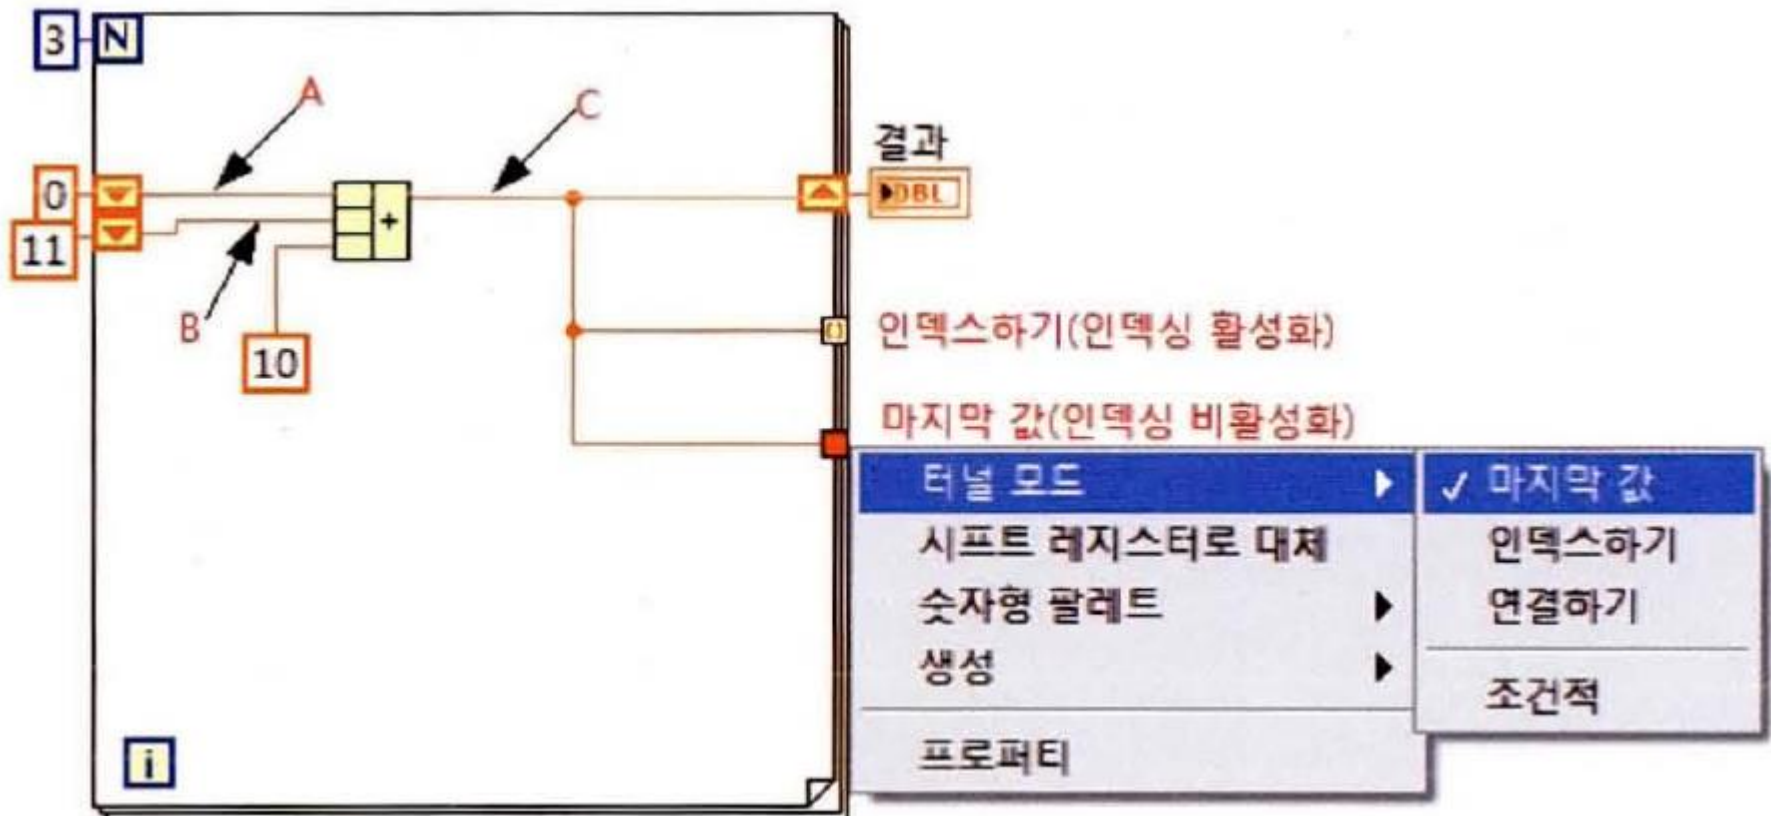 3
N
A
C
결과
0
DBL
11
+
B
10
인덱스하기(인덱싱 활성화)
마지막 값(인덱싱 비활성화)
터널 모드
✓ 마지막 값
시프트 레지스터로 대체
인덱스하기
숫자형 팔레트
연결하기
생성
조건적
프로퍼티
i